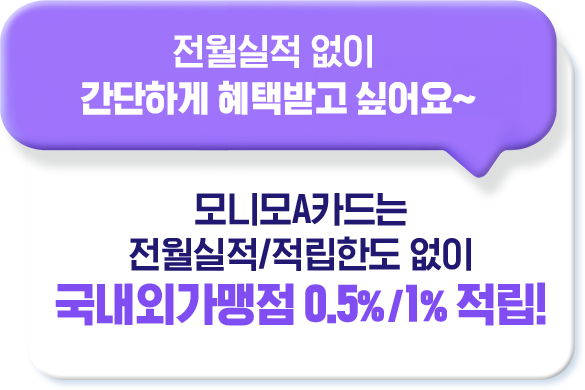 전월실적 없이
간단하게 혜택받고 싶어요~
모니모A카드는
전월실적/적립한도 없이
국내외가맹점 0.5%/1% 적립!